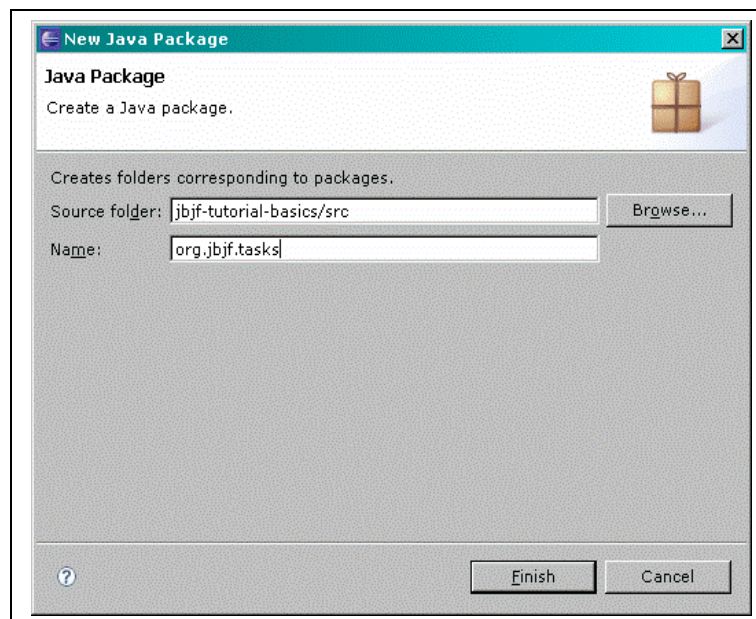 New Java Package
Java Package
Create a Java package.
Creates folders corresponding to packages.
Source folder: jbjf-tutorial-basics/src Browse...
Name: org.jbjf.tasks
? Finish Cancel